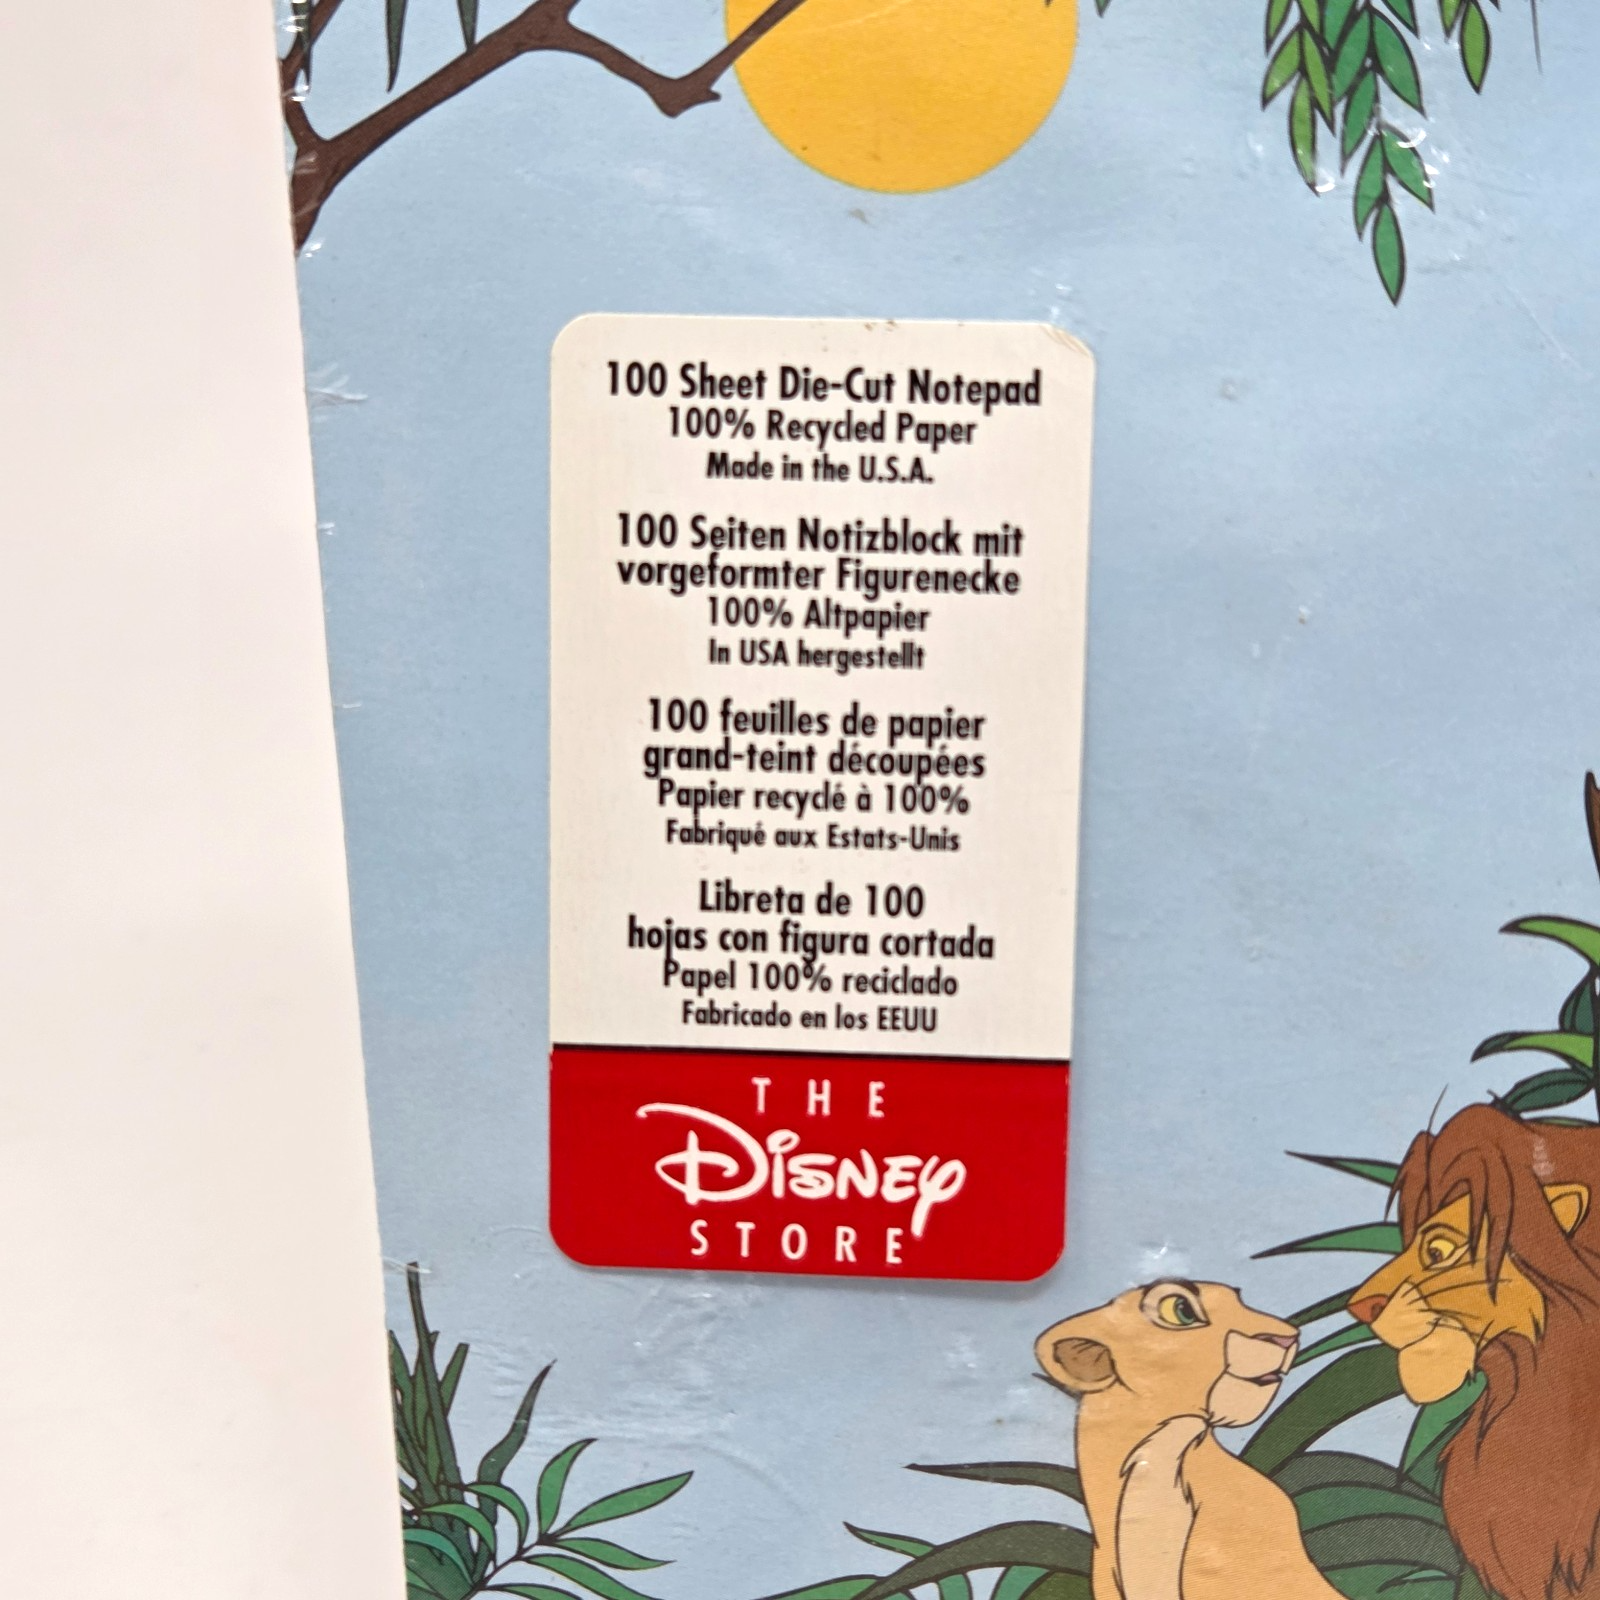 100 Sheet Die-Cut Notepad
100% Recycled Paper
Made in the U.S.A.
100 Seiten Notizblock mit
vorgeformter Figurenecke
100% Altpapier
In USA hergestellt
100 feuilles de papier
grand-teint découpées
Papier recyclé à 100%
Fabriqué aux Estats-Unis
Libreta de 100
hojas con figura cortada
Papel 100% reciclado
Fabricado en los EEUU
THE
Disney
STORE